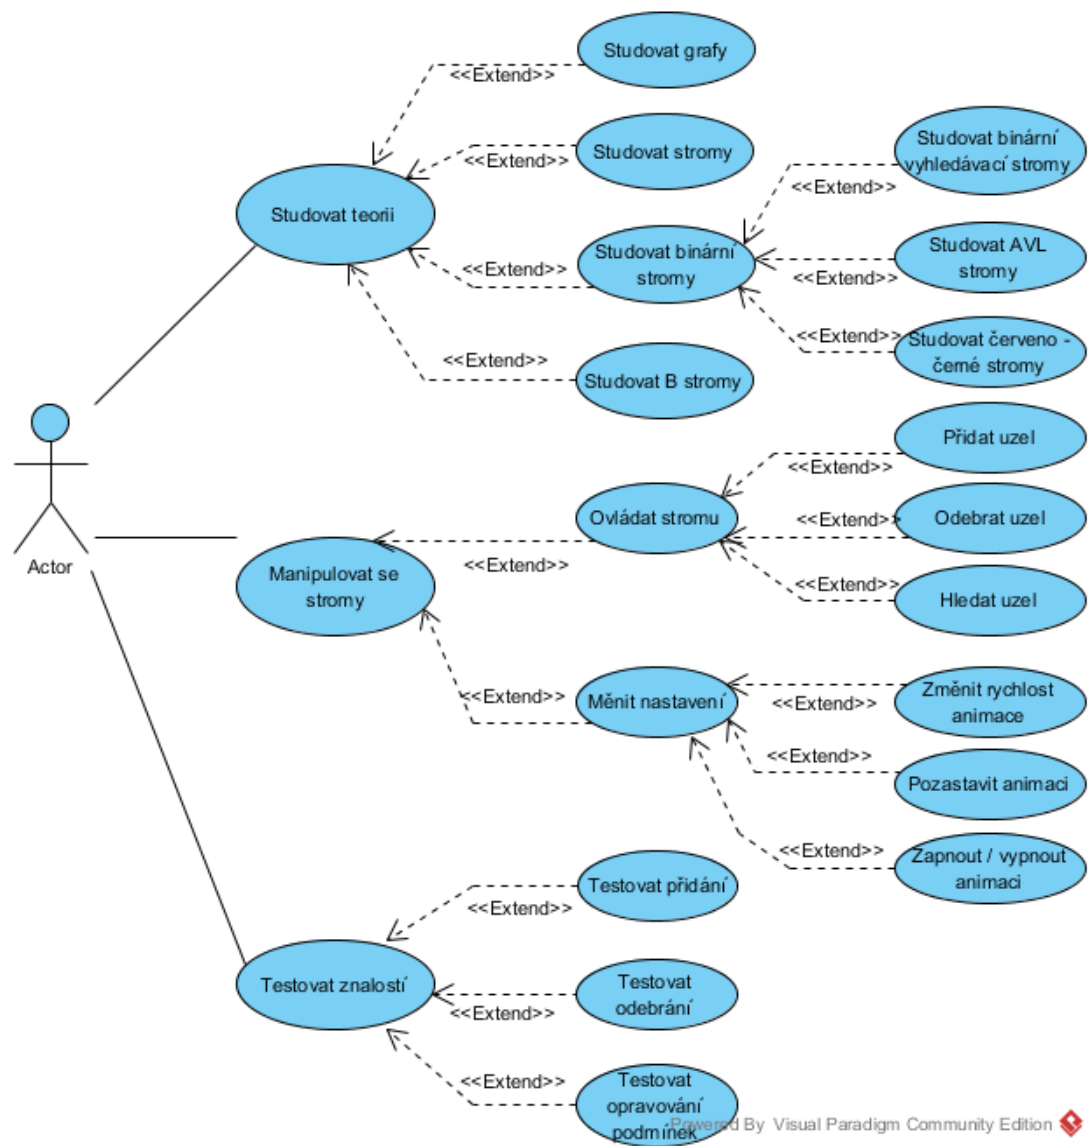 Studovat grafy
<<Extend>>
Studovat stromy
<<Extend>>
Studovat binární
vyhledávací stromy
<<Extend>>
Studovat teorii
Studovat binární
stromy
<<Extend>>
Studovat AVL
stromy
<<Extend>>
Studovat červeno -
černé stromy
<<Extend>>
Studovat B stromy
<<Extend>>
Actor
Přidat uzel
<<Extend>>
Ovládat stromu
Odebrat uzel
<<Extend>>
<<Extend>>
Manipulovat se
stromy
Hledat uzel
<<Extend>>
Měnit nastavení
<<Extend>>
Změnit rychlost
animace
<<Extend>>
Pozastavit animaci
<<Extend>>
Zapnout / vypnout
animaci
<<Extend>>
Testovat přidání
<<Extend>>
Testovat znalostí
Testovat
odebrání
<<Extend>>
Testovat
opravování
podmínek
<<Extend>>
Powered By Visual Paradigm Community Edition